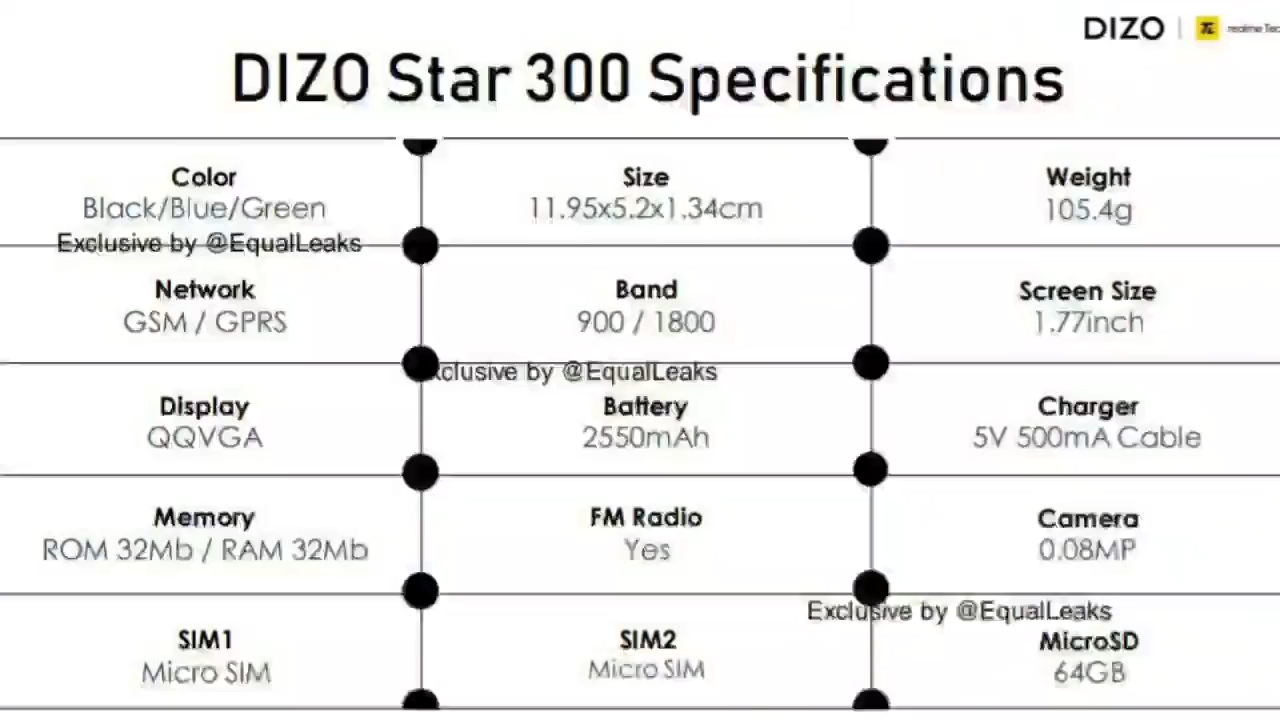 DIZO | realme Tec
DIZO Star 300 Specifications
Color
Black/Blue/Green
Size
11.95x5.2x1.34cm
Weight
105.4g
Exclusive by @EqualLeaks
Network
GSM / GPRS
Band
900 / 1800
Screen Size
1.77inch
xclusive by @EqualLeaks
Display
QQVGA
Battery
2550mAh
Charger
5V 500mA Cable
Memory
ROM 32Mb / RAM 32Mb
FM Radio
Yes
Camera
0.08MP
Exclusive by @EqualLeaks
SIM1
Micro SIM
SIM2
Micro SIM
MicroSD
64GB